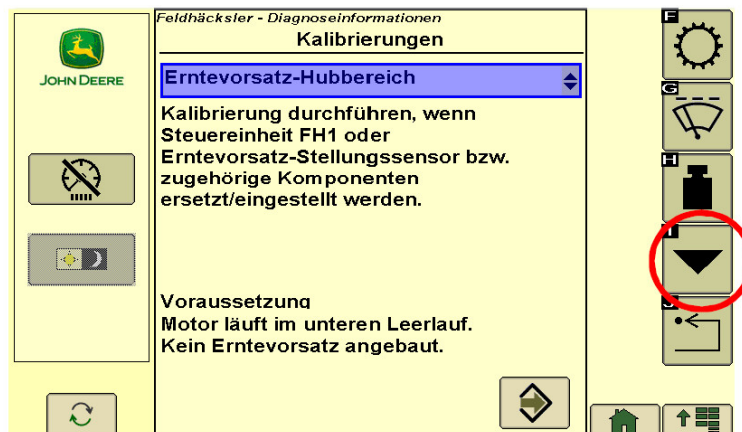 Feldhäcksler - Diagnoseinformationen
Kalibrierungen
JOHN DEERE
Erntevorsatz-Hubbereich
Kalibrierung durchführen, wenn
Steuereinheit FH1 oder
Erntevorsatz-Stellungssensor bzw.
zugehörige Komponenten
ersetzt/eingestellt werden.
Voraussetzung
Motor läuft im unteren Leerlauf.
Kein Erntevorsatz angebaut.
F
G
H
I